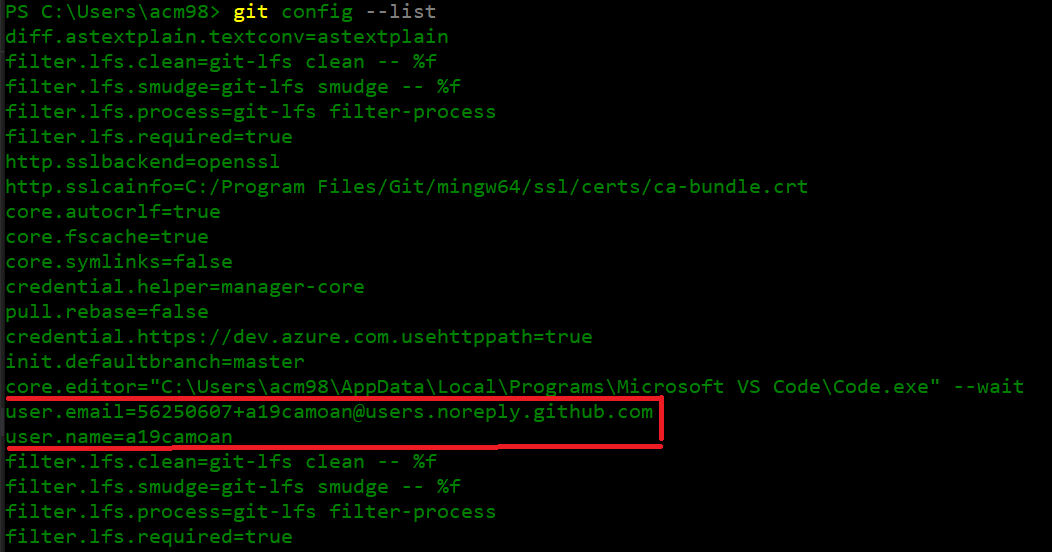 PS C:\Users\acm98> git config --list
diff.astextplain.textconv=astextplain
filter.lfs.clean=git-lfs clean -- %f
filter.lfs.smudge=git-lfs smudge -- %f
filter.lfs.process=git-lfs filter-process
filter.lfs.required=true
http.sslbackend=openssl
http.sslcainfo=C:/Program Files/Git/mingw64/ssl/certs/ca-bundle.crt
core.autocrlf=true
core.fscache=true
core.symlinks=false
credential.helper=manager-core
pull.rebase=false
credential.https://dev.azure.com.usehttppath=true
init.defaultbranch=master
core.editor="C:\Users\acm98\AppData\Local\Programs\Microsoft VS Code\Code.exe" --wait
user.email=56250607+a19camoan@users.noreply.github.com
user.name=a19camoan
filter.lfs.clean=git-lfs clean -- %f
filter.lfs.smudge=git-lfs smudge -- %f
filter.lfs.process=git-lfs filter-process
filter.lfs.required=true